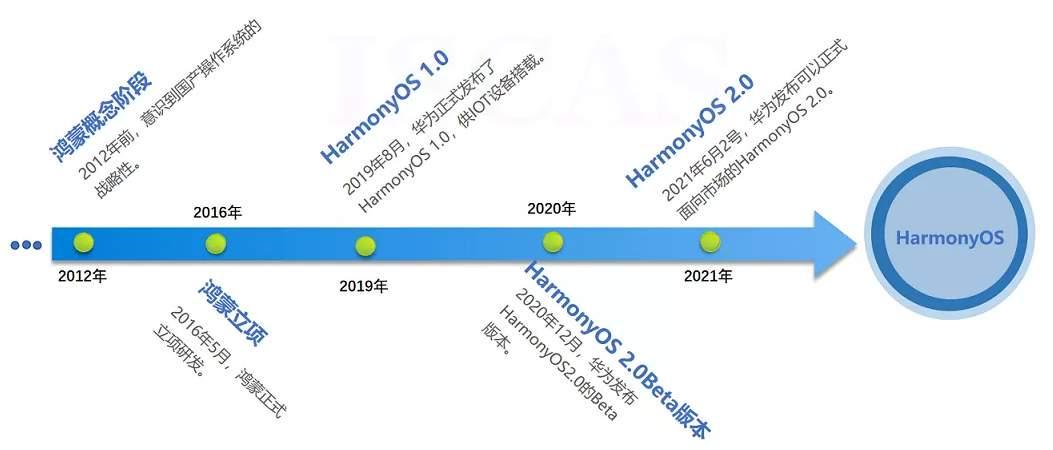 鸿蒙概念阶段
2012年前，意识到国产操作系统的
战略性。
2012年
2016年
鸿蒙立项
2016年5月，鸿蒙正式
立项研发。
HarmonyOS 1.0
2019年8月，华为正式发布了
HarmonyOS 1.0，供IOT设备搭载。
2019年
2020年
HarmonyOS 2.0Beta版本
2020年12月，华为发布
HarmonyOS2.0的Beta
版本。
HarmonyOS 2.0
2021年6月2号，华为发布可以正式
面向市场的HarmonyOS 2.0。
2021年
HarmonyOS
ISCAS